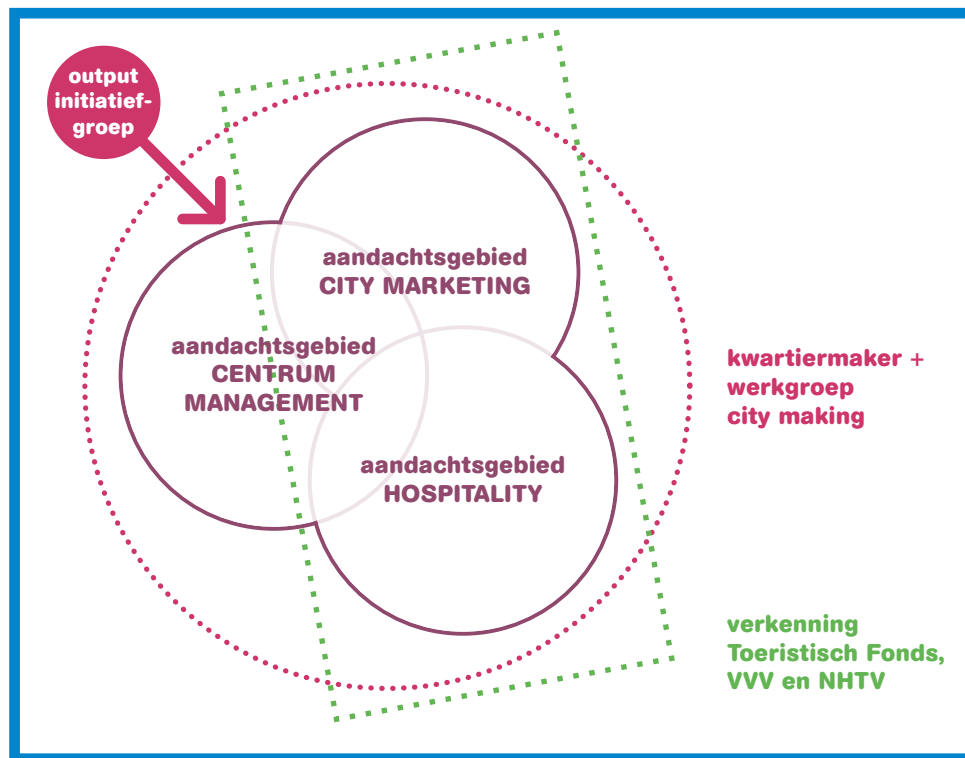 output
initiatief-
groep
aandachtsgebied
CITY MARKETING
aandachtsgebied
CENTRUM
MANAGEMENT
aandachtsgebied
HOSPITALITY
kwartiermaker +
werkgroep
city making
verkenning
Toeristisch Fonds,
VVV en NHTV